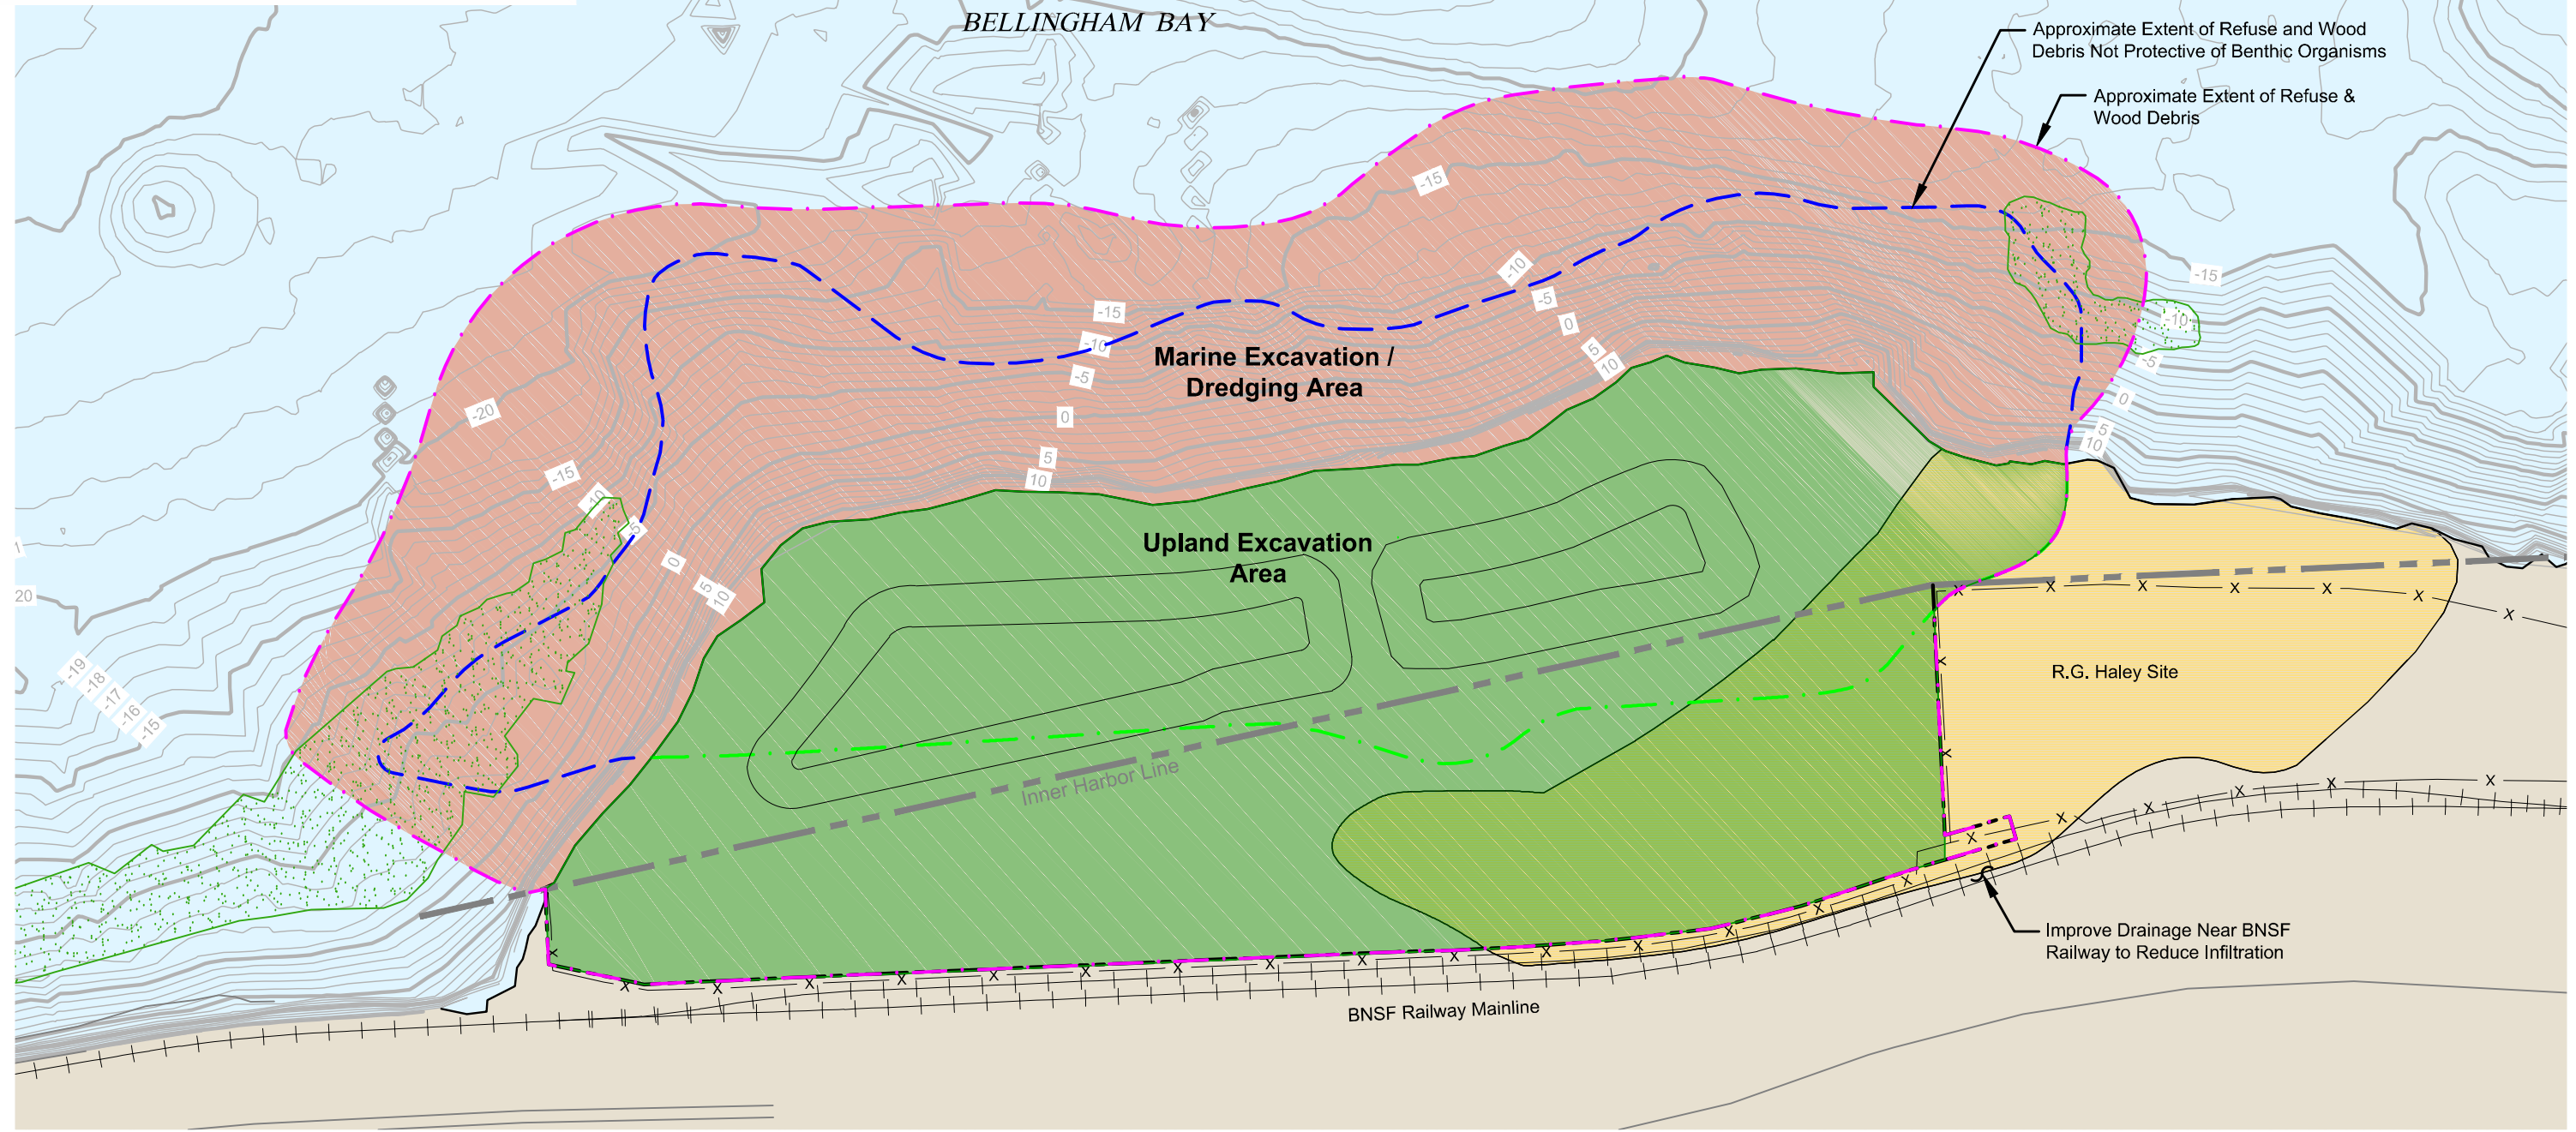 BELLINGHAM BAY
Approximate Extent of Refuse and Wood
Debris Not Protective of Benthic Organisms
Approximate Extent of Refuse &
Wood Debris
-15
-15
-10
-5
0
5
10
-10
-5
0
5
10
-15
-10
-5
0
5
10
Marine Excavation /
Dredging Area
-20
-15
-10
-5
0
5
10
Upland Excavation
Area
20
-19
-18
-17
-16
-15
R.G. Haley Site
Inner Harbor Line
Improve Drainage Near BNSF
Railway to Reduce Infiltration
BNSF Railway Mainline